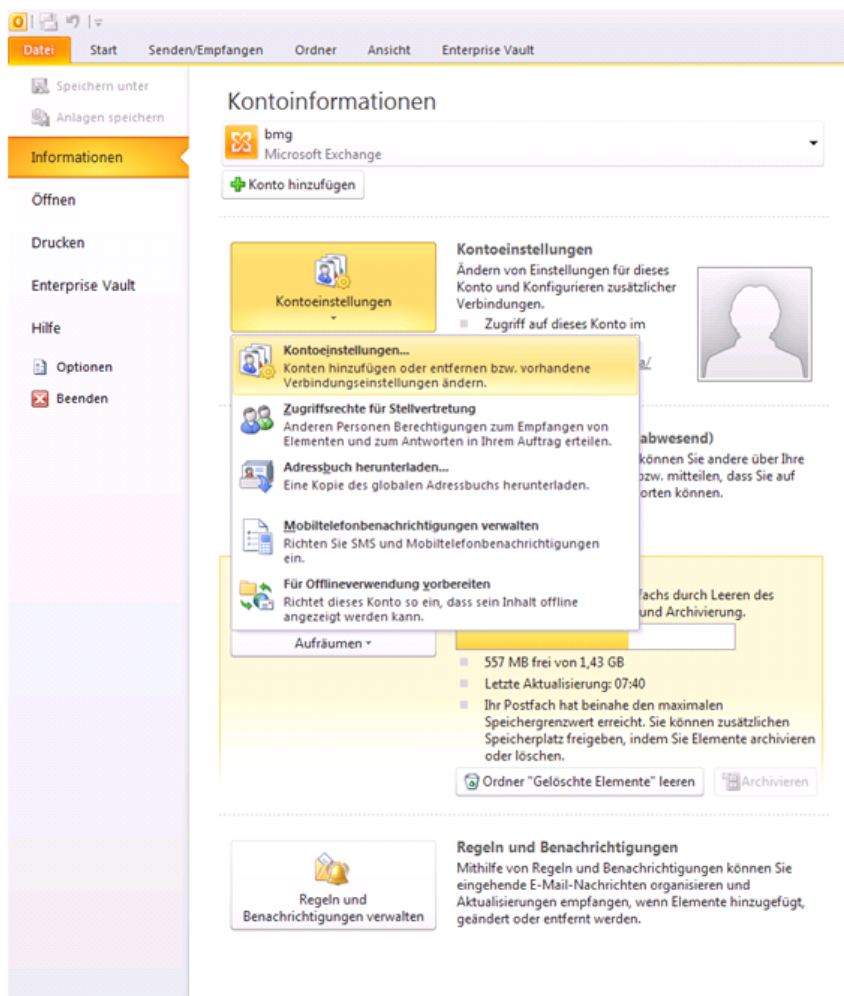 Datei Start Senden/Empfangen Ordner Ansicht Enterprise Vault
Speichern unter
Anlagen speichern
Informationen
Öffnen
Drucken
Enterprise Vault
Hilfe
Optionen
Beenden
Kontoinformationen
bmg
Microsoft Exchange
Konto hinzufügen
Kontoeinstellungen
Kontoeinstellungen
Ändern von Einstellungen für dieses
Konto und Konfigurieren zusätzlicher
Verbindungen.
Zugriff auf dieses Konto im
a/
Kontoeinstellungen...
Konten hinzufügen oder entfernen bzw. vorhandene
Verbindungseinstellungen ändern.
Zugriffsrechte für Stellvertretung
Anderen Personen Berechtigungen zum Empfangen von
Elementen und zum Antworten in Ihrem Auftrag erteilen.
Adressbuch herunterladen...
Eine Kopie des globalen Adressbuchs herunterladen.
Mobiltelefonbenachrichtigungen verwalten
Richten Sie SMS und Mobiltelefonbenachrichtigungen
ein.
Für Offlineverwendung vorbereiten
Richtet dieses Konto so ein, dass sein Inhalt offline
angezeigt werden kann.
abwesend)
können Sie andere über Ihre
bzw. mitteilen, dass Sie auf
orten können.
fachs durch Leeren des
und Archivierung.
Aufräumen
557 MB frei von 1,43 GB
Letzte Aktualisierung: 07:40
Ihr Postfach hat beinahe den maximalen
Speichergrenzwert erreicht. Sie können zusätzlichen
Speicherplatz freigeben, indem Sie Elemente archivieren
oder löschen.
Ordner "Gelöschte Elemente" leeren Archivieren
Regeln und
Benachrichtigungen verwalten
Regeln und Benachrichtigungen
Mithilfe von Regeln und Benachrichtigungen können Sie
eingehende E-Mail-Nachrichten organisieren und
Aktualisierungen empfangen, wenn Elemente hinzugefügt,
geändert oder entfernt werden.